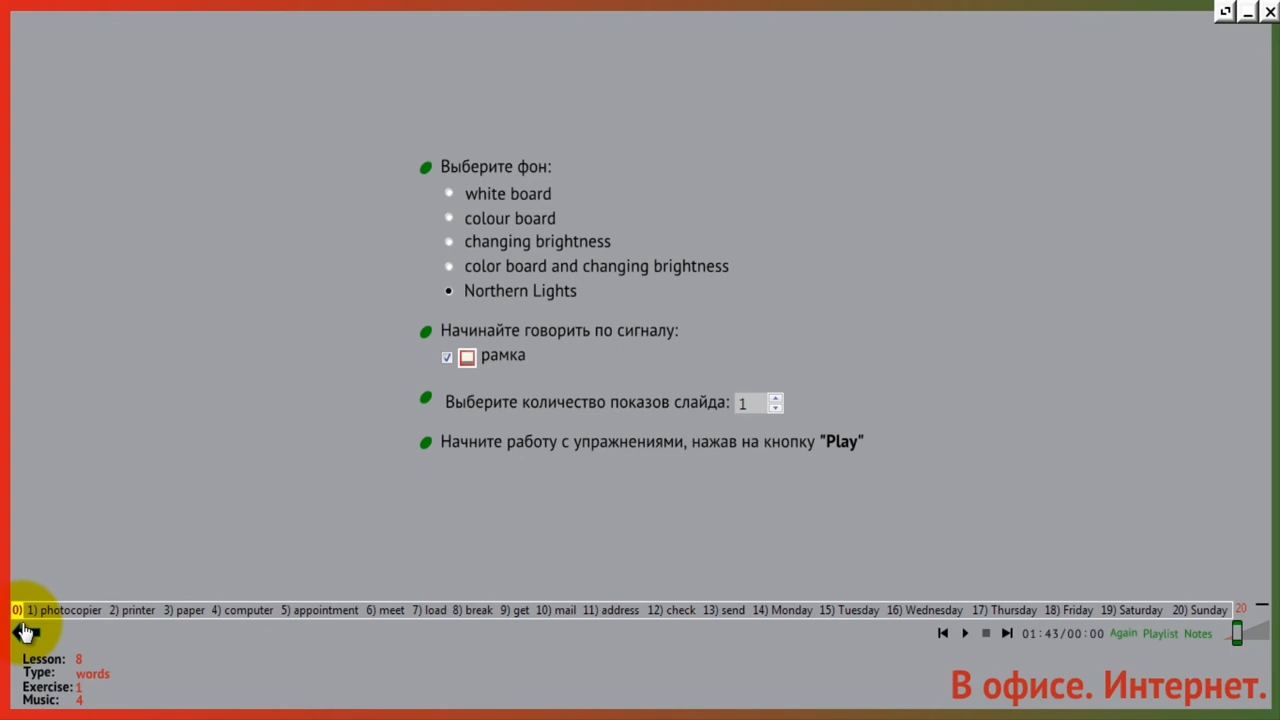 Выберите фон:
white board
colour board
changing brightness
color board and changing brightness
Northern Lights
Начинайте говорить по сигналу:
рамка
Выберите количество показов слайда: 1
Начните работу с упражнениями, нажав на кнопку "Play"
0) 1) photocopier 2) printer 3) paper 4) computer 5) appointment 6) meet 7) load 8) break 9) get 10) mail 11) address 12) check 13) send 14) Monday 15) Tuesday 16) Wednesday 17) Thursday 18) Friday 19) Saturday 20) Sunday 20
01:43/00:00 Again Playlist Notes
Lesson: 8
Type: words
Exercise: 1
Music: 4
В офисе. Интернет.